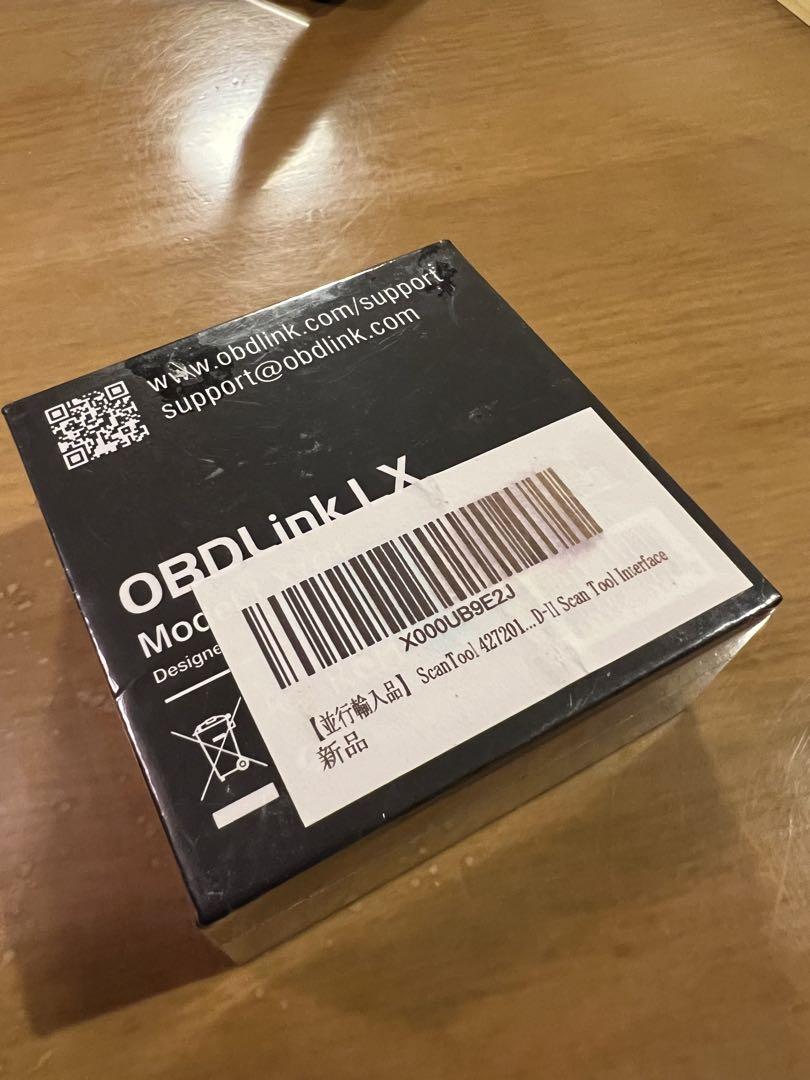 www.obdlink.com/support
support@obdlink.com
OBDLink LX
X000UB9E2J
【並行輸入品】 ScanTool 427201...D-II Scan Tool Interface
新品